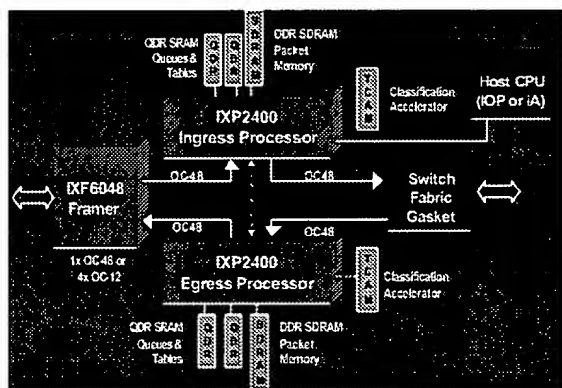 QDR SRAM
Queues &
Tables
DDR SDRAM
Packet
Memory
TCAM
Classification
Accelerator
Host CPU
(IOP or iA)
IXP2400
Ingress Processor
OC48
OC48
IXF6048
Framer
Switch
Fabric
Gasket
OC48
OC48
1x OC48 or
4x OC-12
IXP2400
Egress Processor
TCAM
Classification
Accelerator
QDR SRAM
Queues &
Tables
DDR SDRAM
Packet
Memory